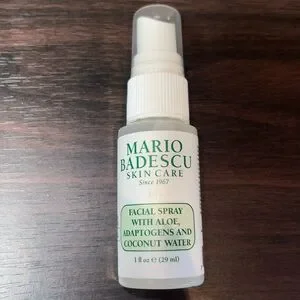 MARIO
BADESCU
SKIN CARE
Since 1967
FACIAL SPRAY
WITH ALOE,
ADAPTOGENS AND
COCONUT WATER
1 fl oz ℮ (29 ml)